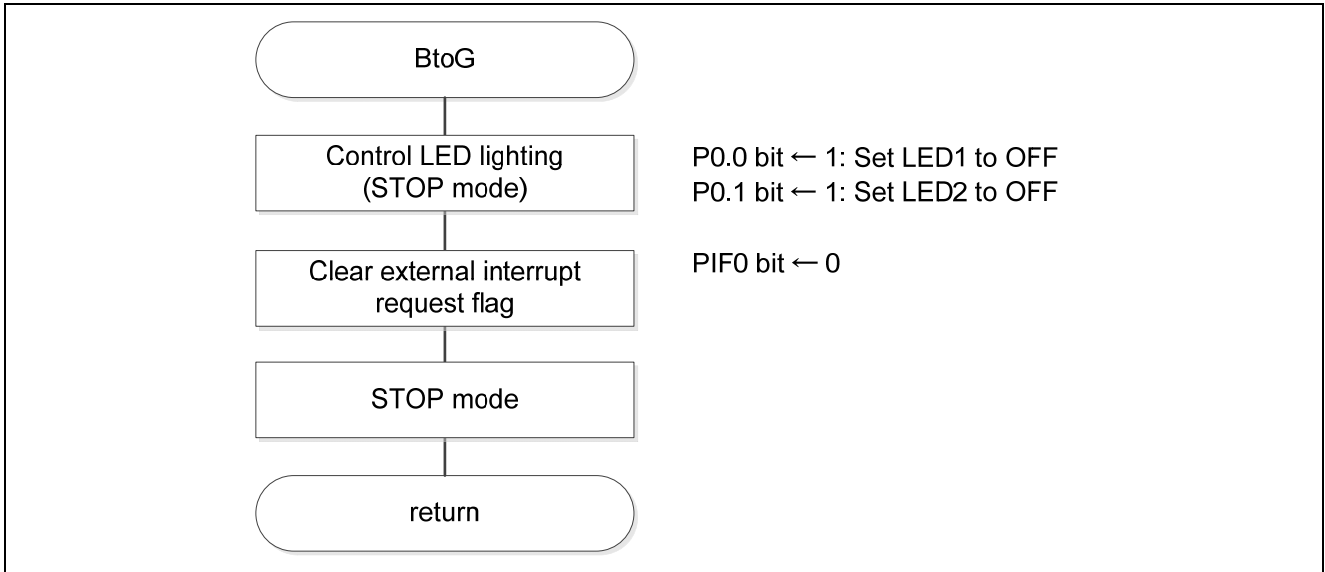 BtoG
Control LED lighting
(STOP mode)
P0.0 bit ← 1: Set LED1 to OFF
P0.1 bit ← 1: Set LED2 to OFF
Clear external interrupt
request flag
PIF0 bit ← 0
STOP mode
return